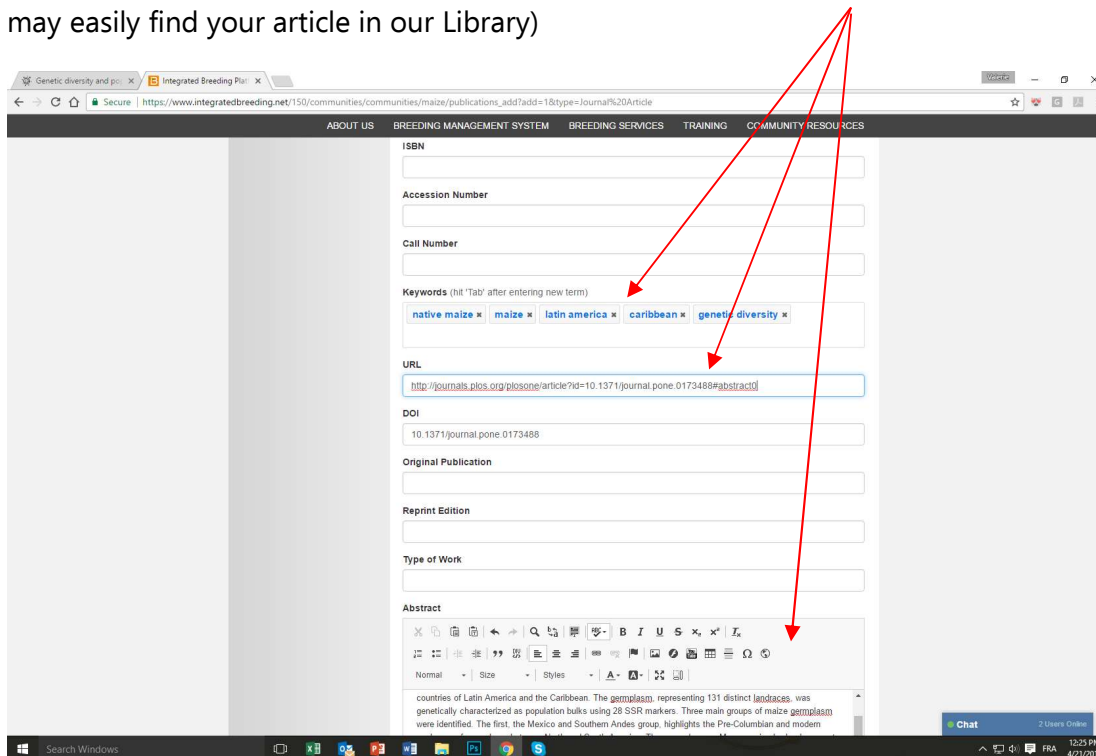 may easily find your article in our Library)
Genetic diversity and po
Integrated Breeding Plat
Valerie
Secure | https://www.integratedbreeding.net/150/communities/communities/maize/publications_add?add=1&type=Journal%20Article
ABOUT US BREEDING MANAGEMENT SYSTEM BREEDING SERVICES TRAINING COMMUNITY RESOURCES
ISBN
Accession Number
Call Number
Keywords (hit 'Tab' after entering new term)
native maize × maize × latin america × caribbean × genetic diversity ×
URL
http://journals.plos.org/plosone/article?id=10.1371/journal.pone.0173488#abstract0
DOI
10.1371/journal.pone.0173488
Original Publication
Reprint Edition
Type of Work
Abstract
Normal Size Styles
countries of Latin America and the Caribbean. The germplasm, representing 131 distinct landraces, was
genetically characterized as population bulks using 28 SSR markers. Three main groups of maize germplasm
were identified. The first, the Mexico and Southern Andes group, highlights the Pre-Columbian and modern
Chat 2 Users Online
Search Windows
FRA
12:25 PM